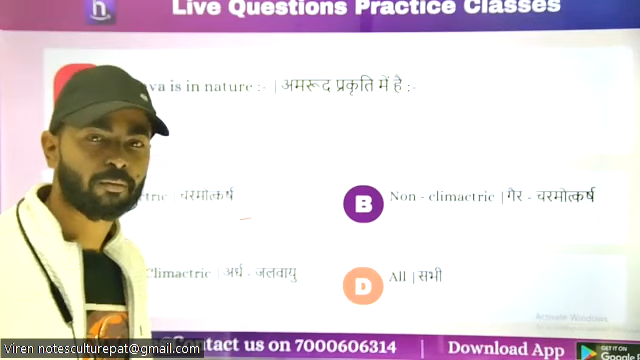 Live Questions Practice Classes
n
is in nature :- | अमरूद प्रकृति में है :-
चरमोत्कर्ष
B Non - climactric | गेर - चरमोत्कर्ष
Climactric | अर्ध - जलवायु
D All | सभी
Activate Windows
Contact us on 7000606314 | Download App
GET IT ON
Google
Viren notesculturepat@gmail.com